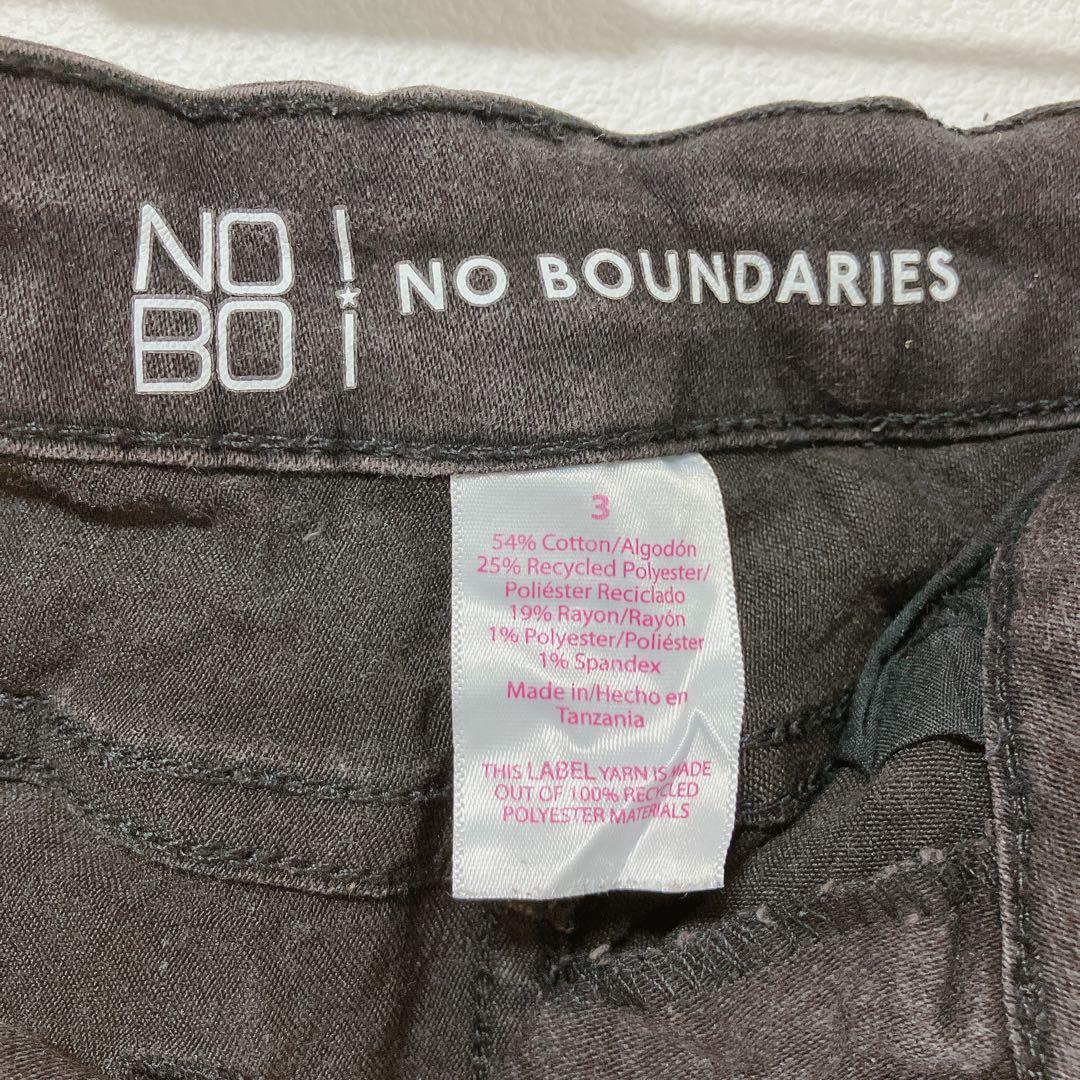 NO
BO
NO BOUNDARIES
3
54% Cotton/Algodón
25% Recycled Polyester/
Poliéster Reciclado
19% Rayon/Rayón
1% Polyester/Poliéster
1% Spandex
Made in/Hecho en
Tanzania
THIS LABEL YARN IS MADE
OUT OF 100% RECYCLED
POLYESTER MATERIALS